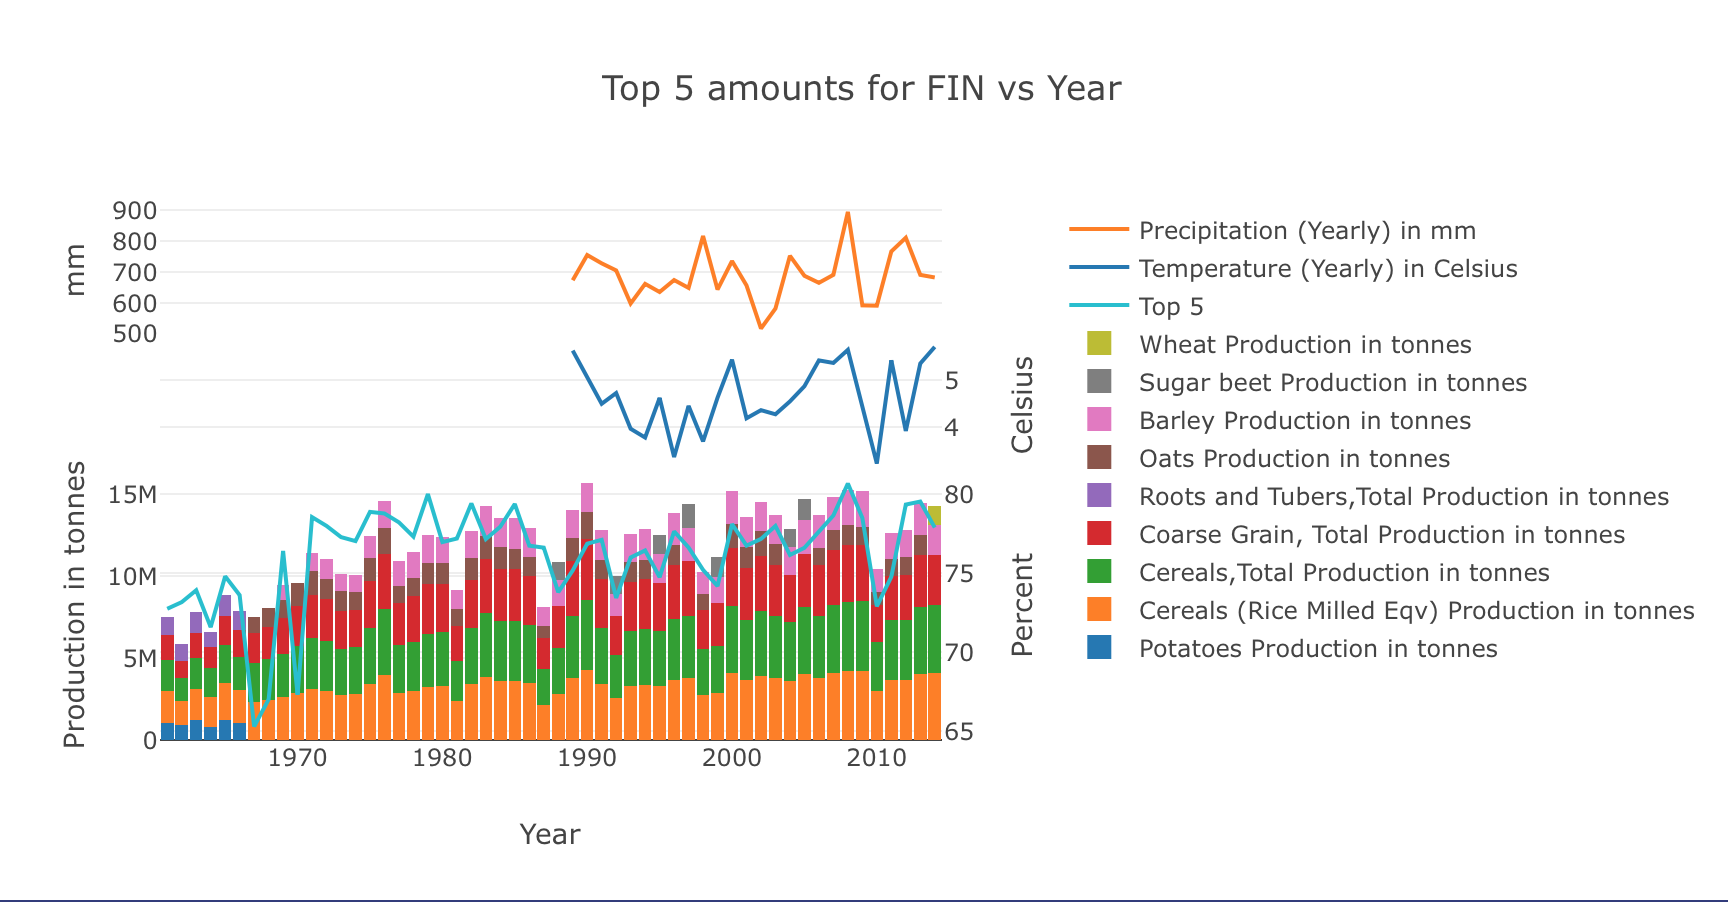 Top 5 amounts for FIN vs Year
900
800
700
600
500
mm
5
4
Celsius
15M
10M
5M
0
Production in tonnes
80
75
70
65
Percent
1970
1980
1990
2000
2010
Year
Precipitation (Yearly) in mm
Temperature (Yearly) in Celsius
Top 5
Wheat Production in tonnes
Sugar beet Production in tonnes
Barley Production in tonnes
Oats Production in tonnes
Roots and Tubers,Total Production in tonnes
Coarse Grain, Total Production in tonnes
Cereals,Total Production in tonnes
Cereals (Rice Milled Eqv) Production in tonnes
Potatoes Production in tonnes